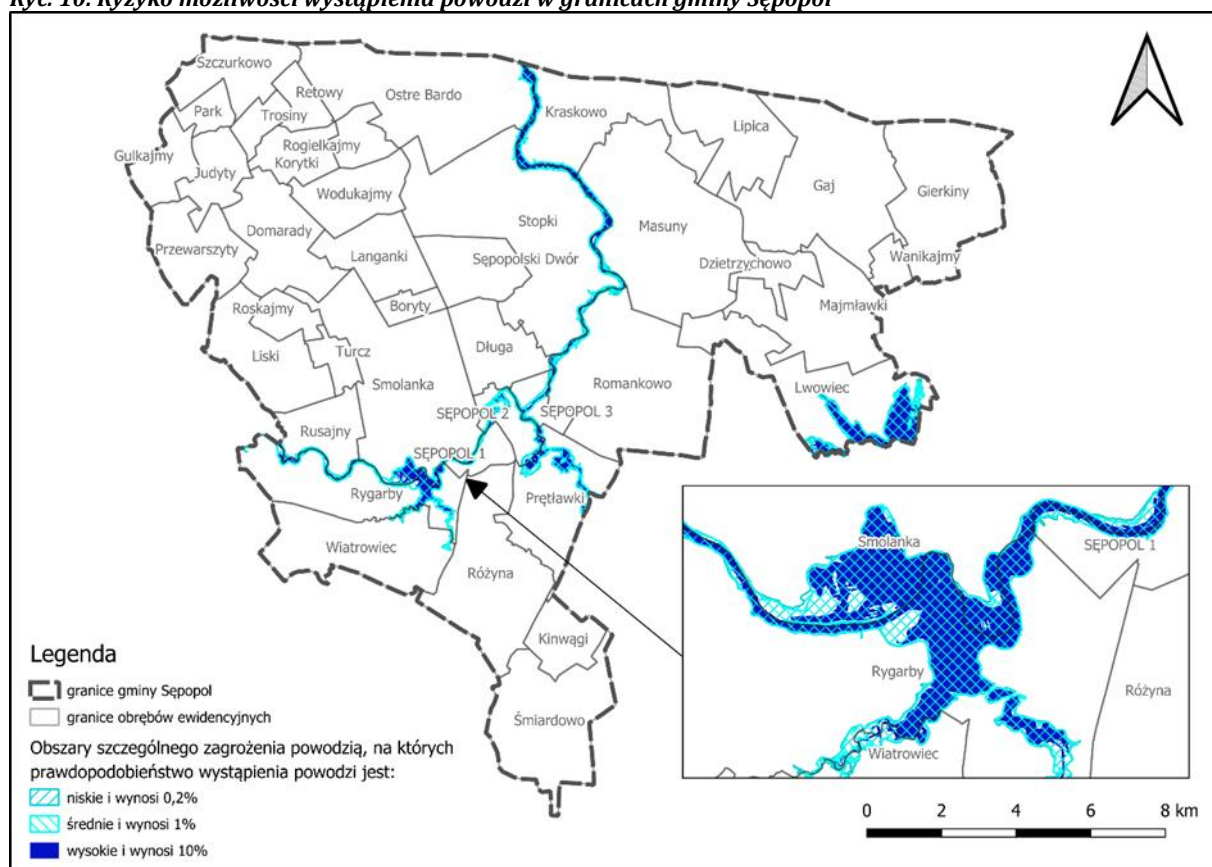 Ryc. 10. Ryzyko możliwości wystąpienia powodzi w granicach gminy Sępopol
Szczurkowo
Retowy
Ostre Bardo
Park
Trosiny
Kraskowo
Lipica
Gulkajmy
Rogielkajmy
Korytki
Judyty
Wodukajmy
Gaj
Gierkiny
Domarady
Stopki
Masuny
Przewarszyty
Langanki
Sępopolski Dwór
Dzietrzychowo
Wanikajmy
Roskajmy
Boryty
Majmławki
Liski
Turcz
Długa
Smolanka
Romankowo
Lwowiec
SĘPOPOL 2
SĘPOPOL 3
Rusajny
SĘPOPOL 1
Rygarby
Prętławki
Wiatrowiec
Różyna
Kinwągi
Śmiardowo
Smolanka
SĘPOPOL 1
Rygarby
Różyna
Wiatrowiec
Legenda
granice gminy Sępopol
granice obrębów ewidencyjnych
Obszary szczególnego zagrożenia powodzią, na których
prawdopodobieństwo wystąpienia powodzi jest:
niskie i wynosi 0,2%
średnie i wynosi 1%
wysokie i wynosi 10%
0 2 4 6 8 km